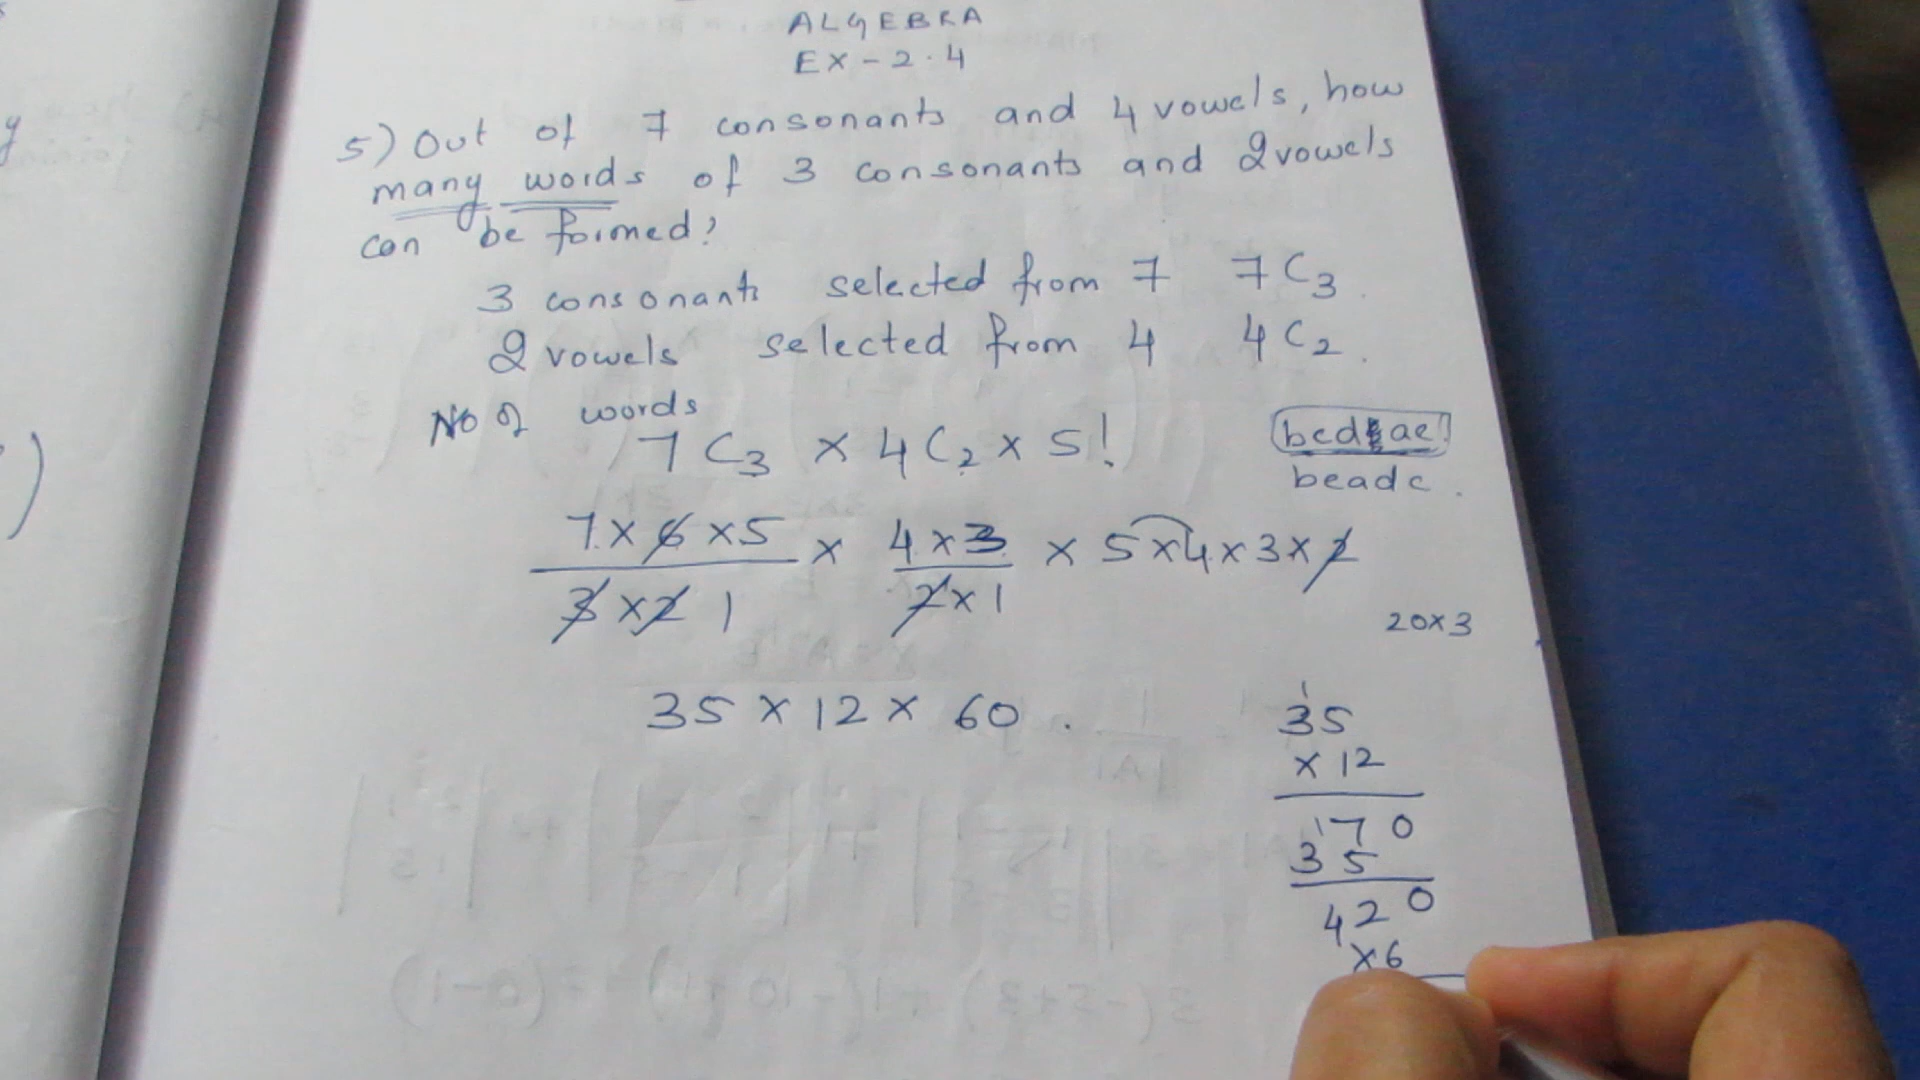 ALGEBRA
EX-2.4
5) Out of 7 consonants and 4 vowels, how
many words of 3 consonants and 2 vowels
can be formed?
3 consonants selected from 7 7C3.
2 vowels selected from 4 4C2.
No of words
7C3 × 4C2 × 5!
bcd ae
beadc.
7×6×5 × 4×3 × 5×4×3×2
3×2 1 2×1
20×3
35 × 12 × 60.
1
35
×12
170
35
420
×6